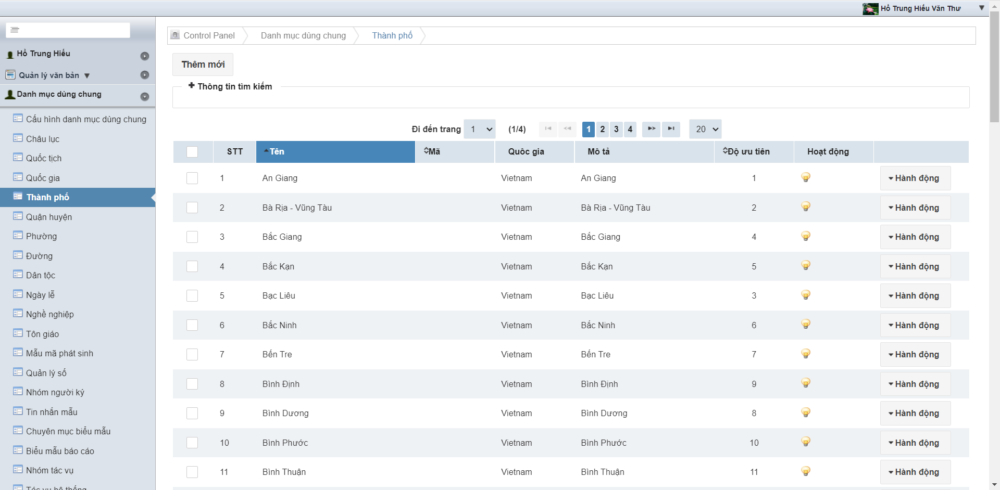 Hồ Trung Hiếu Văn Thư ▼
Hồ Trung Hiếu
Quản lý văn bản ▼
Danh mục dùng chung
Cấu hình danh mục dùng chung
Châu lục
Quốc tịch
Quốc gia
Thành phố
Quận huyện
Phường
Đường
Dân tộc
Ngày lễ
Nghề nghiệp
Tôn giáo
Mẫu mã phát sinh
Quản lý số
Nhóm người ký
Tin nhắn mẫu
Chuyên mục biểu mẫu
Biểu mẫu báo cáo
Nhóm tác vụ
Tác vụ hệ thống
Control Panel Danh mục dùng chung Thành phố
Thêm mới
Thông tin tìm kiếm
Đi đến trang 1 (1/4) 1 2 3 4 20
STT Tên Mã Quôc gia Mô tả Độ ưu tiên Hoạt động
1 An Giang Vietnam An Giang 1 Hành động
2 Bà Rịa - Vũng Tàu Vietnam Bà Rịa - Vũng Tàu 2 Hành động
3 Bắc Giang Vietnam Bắc Giang 4 Hành động
4 Bắc Kạn Vietnam Bắc Kạn 5 Hành động
5 Bạc Liêu Vietnam Bạc Liêu 3 Hành động
6 Bắc Ninh Vietnam Bắc Ninh 6 Hành động
7 Bến Tre Vietnam Bến Tre 7 Hành động
8 Bình Định Vietnam Bình Định 9 Hành động
9 Bình Dương Vietnam Bình Dương 8 Hành động
10 Bình Phước Vietnam Bình Phước 10 Hành động
11 Bình Thuận Vietnam Bình Thuận 11 Hành động